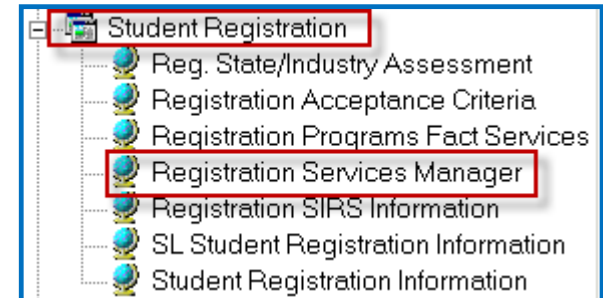 Student Registration
Reg. State/Industry Assessment
Registration Acceptance Criteria
Registration Programs Fact Services
Registration Services Manager
Registration SIRS Information
SL Student Registration Information
Student Registration Information